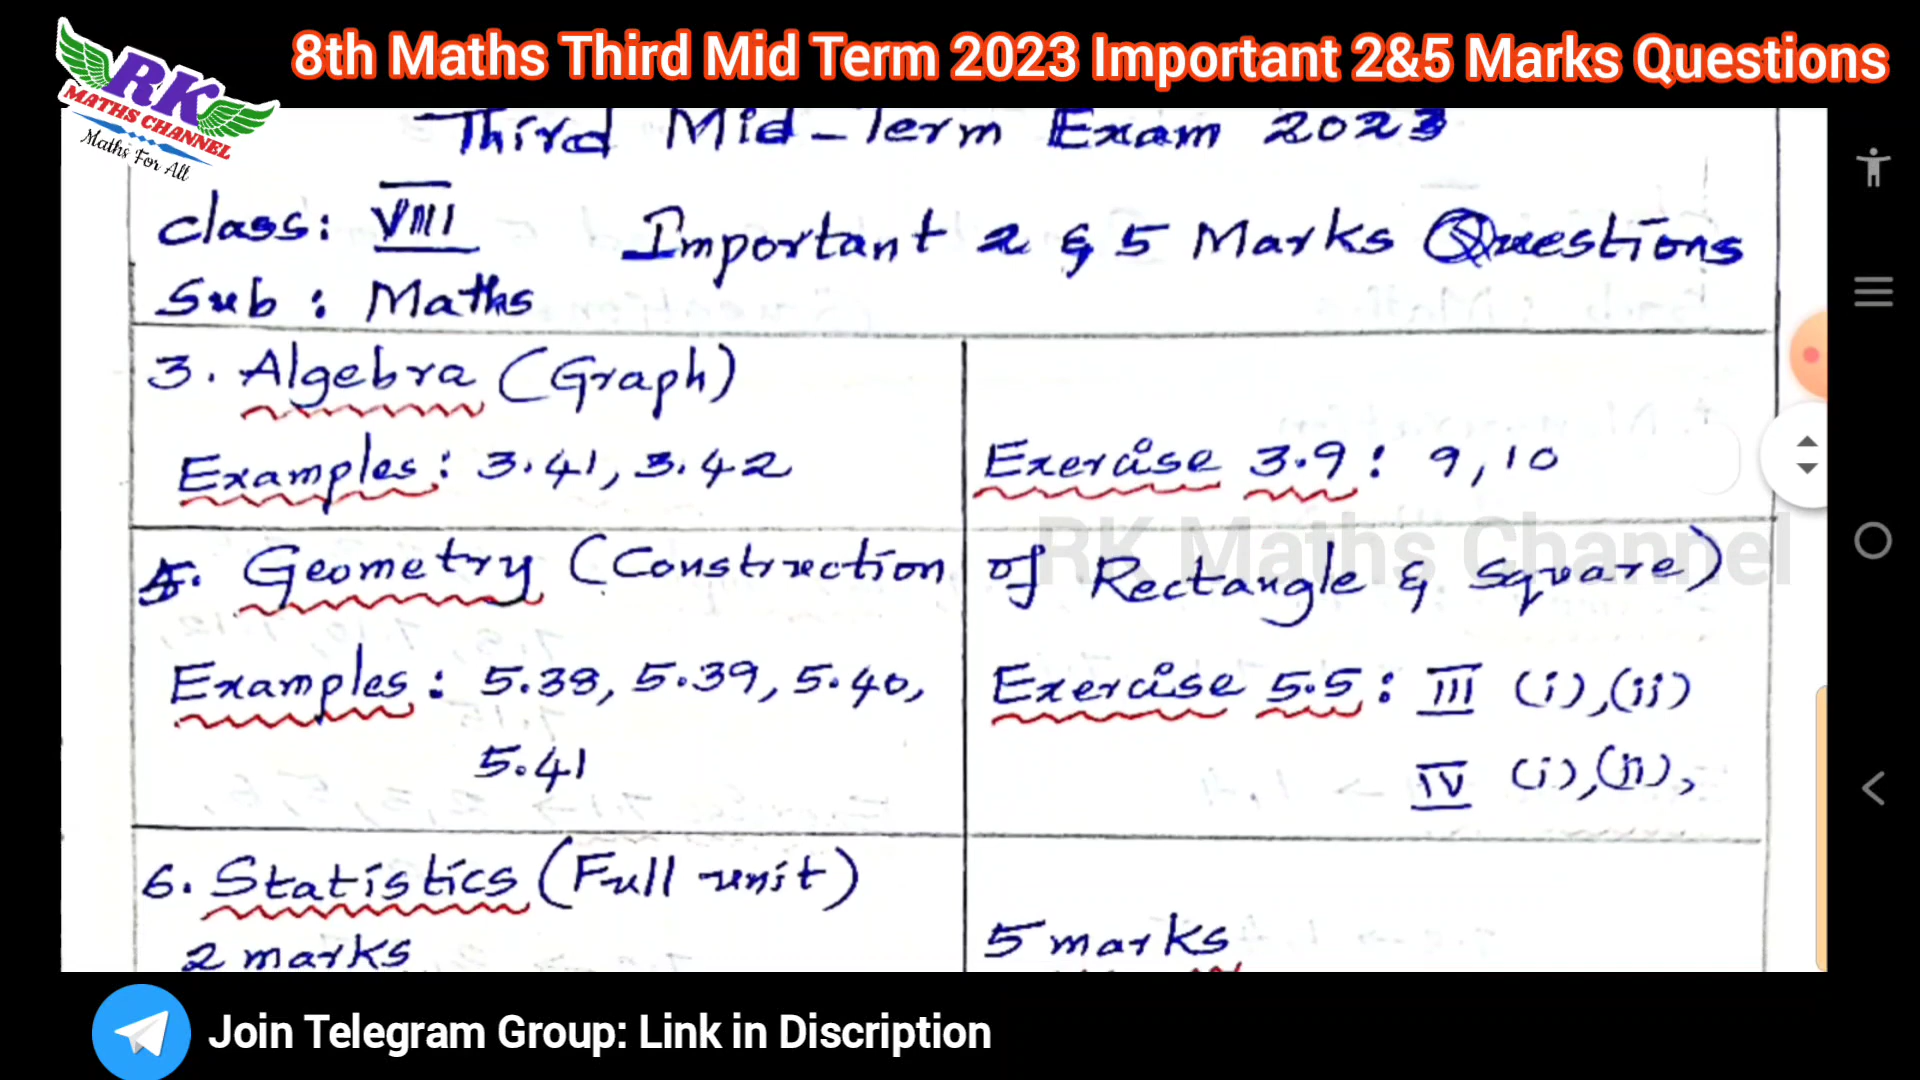 8th Maths Third Mid Term 2023 Important 2&5 Marks Questions
RK
MATHS CHANNEL
Maths For All
Third Mid-Term Exam 2023
Class: VIII Important 2 & 5 Marks Questions
Sub : Maths
3. Algebra (Graph)
Examples: 3.41, 3.42
Exercise 3.9: 9, 10
5. Geometry (Construction of Rectangle & Square)
Examples: 5.38, 5.39, 5.40,
5.41
Exercise 5.5: III (i), (ii)
IV (i), (ii),
RK Maths Channel
6. Statistics (Full unit)
2 marks
5 marks
Join Telegram Group: Link in Discription